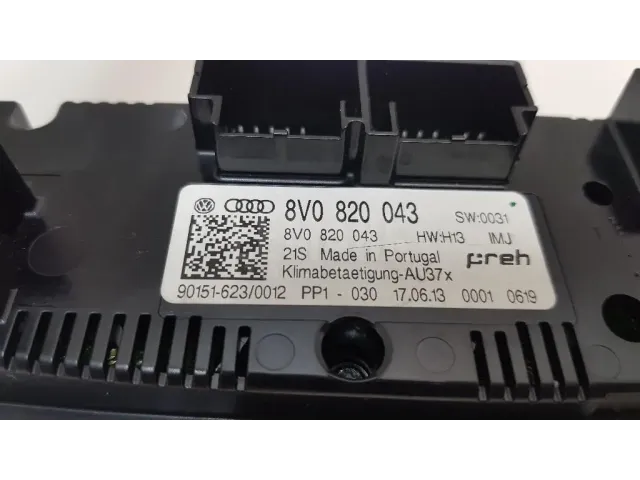 8V0 820 043 SW:0031
8V0 820 043 HW:H13 IMJ
21S Made in Portugal preh
Klimabetaetigung-AU37x
90151-623/0012 PP1 - 030 17.06.13 0001 0619